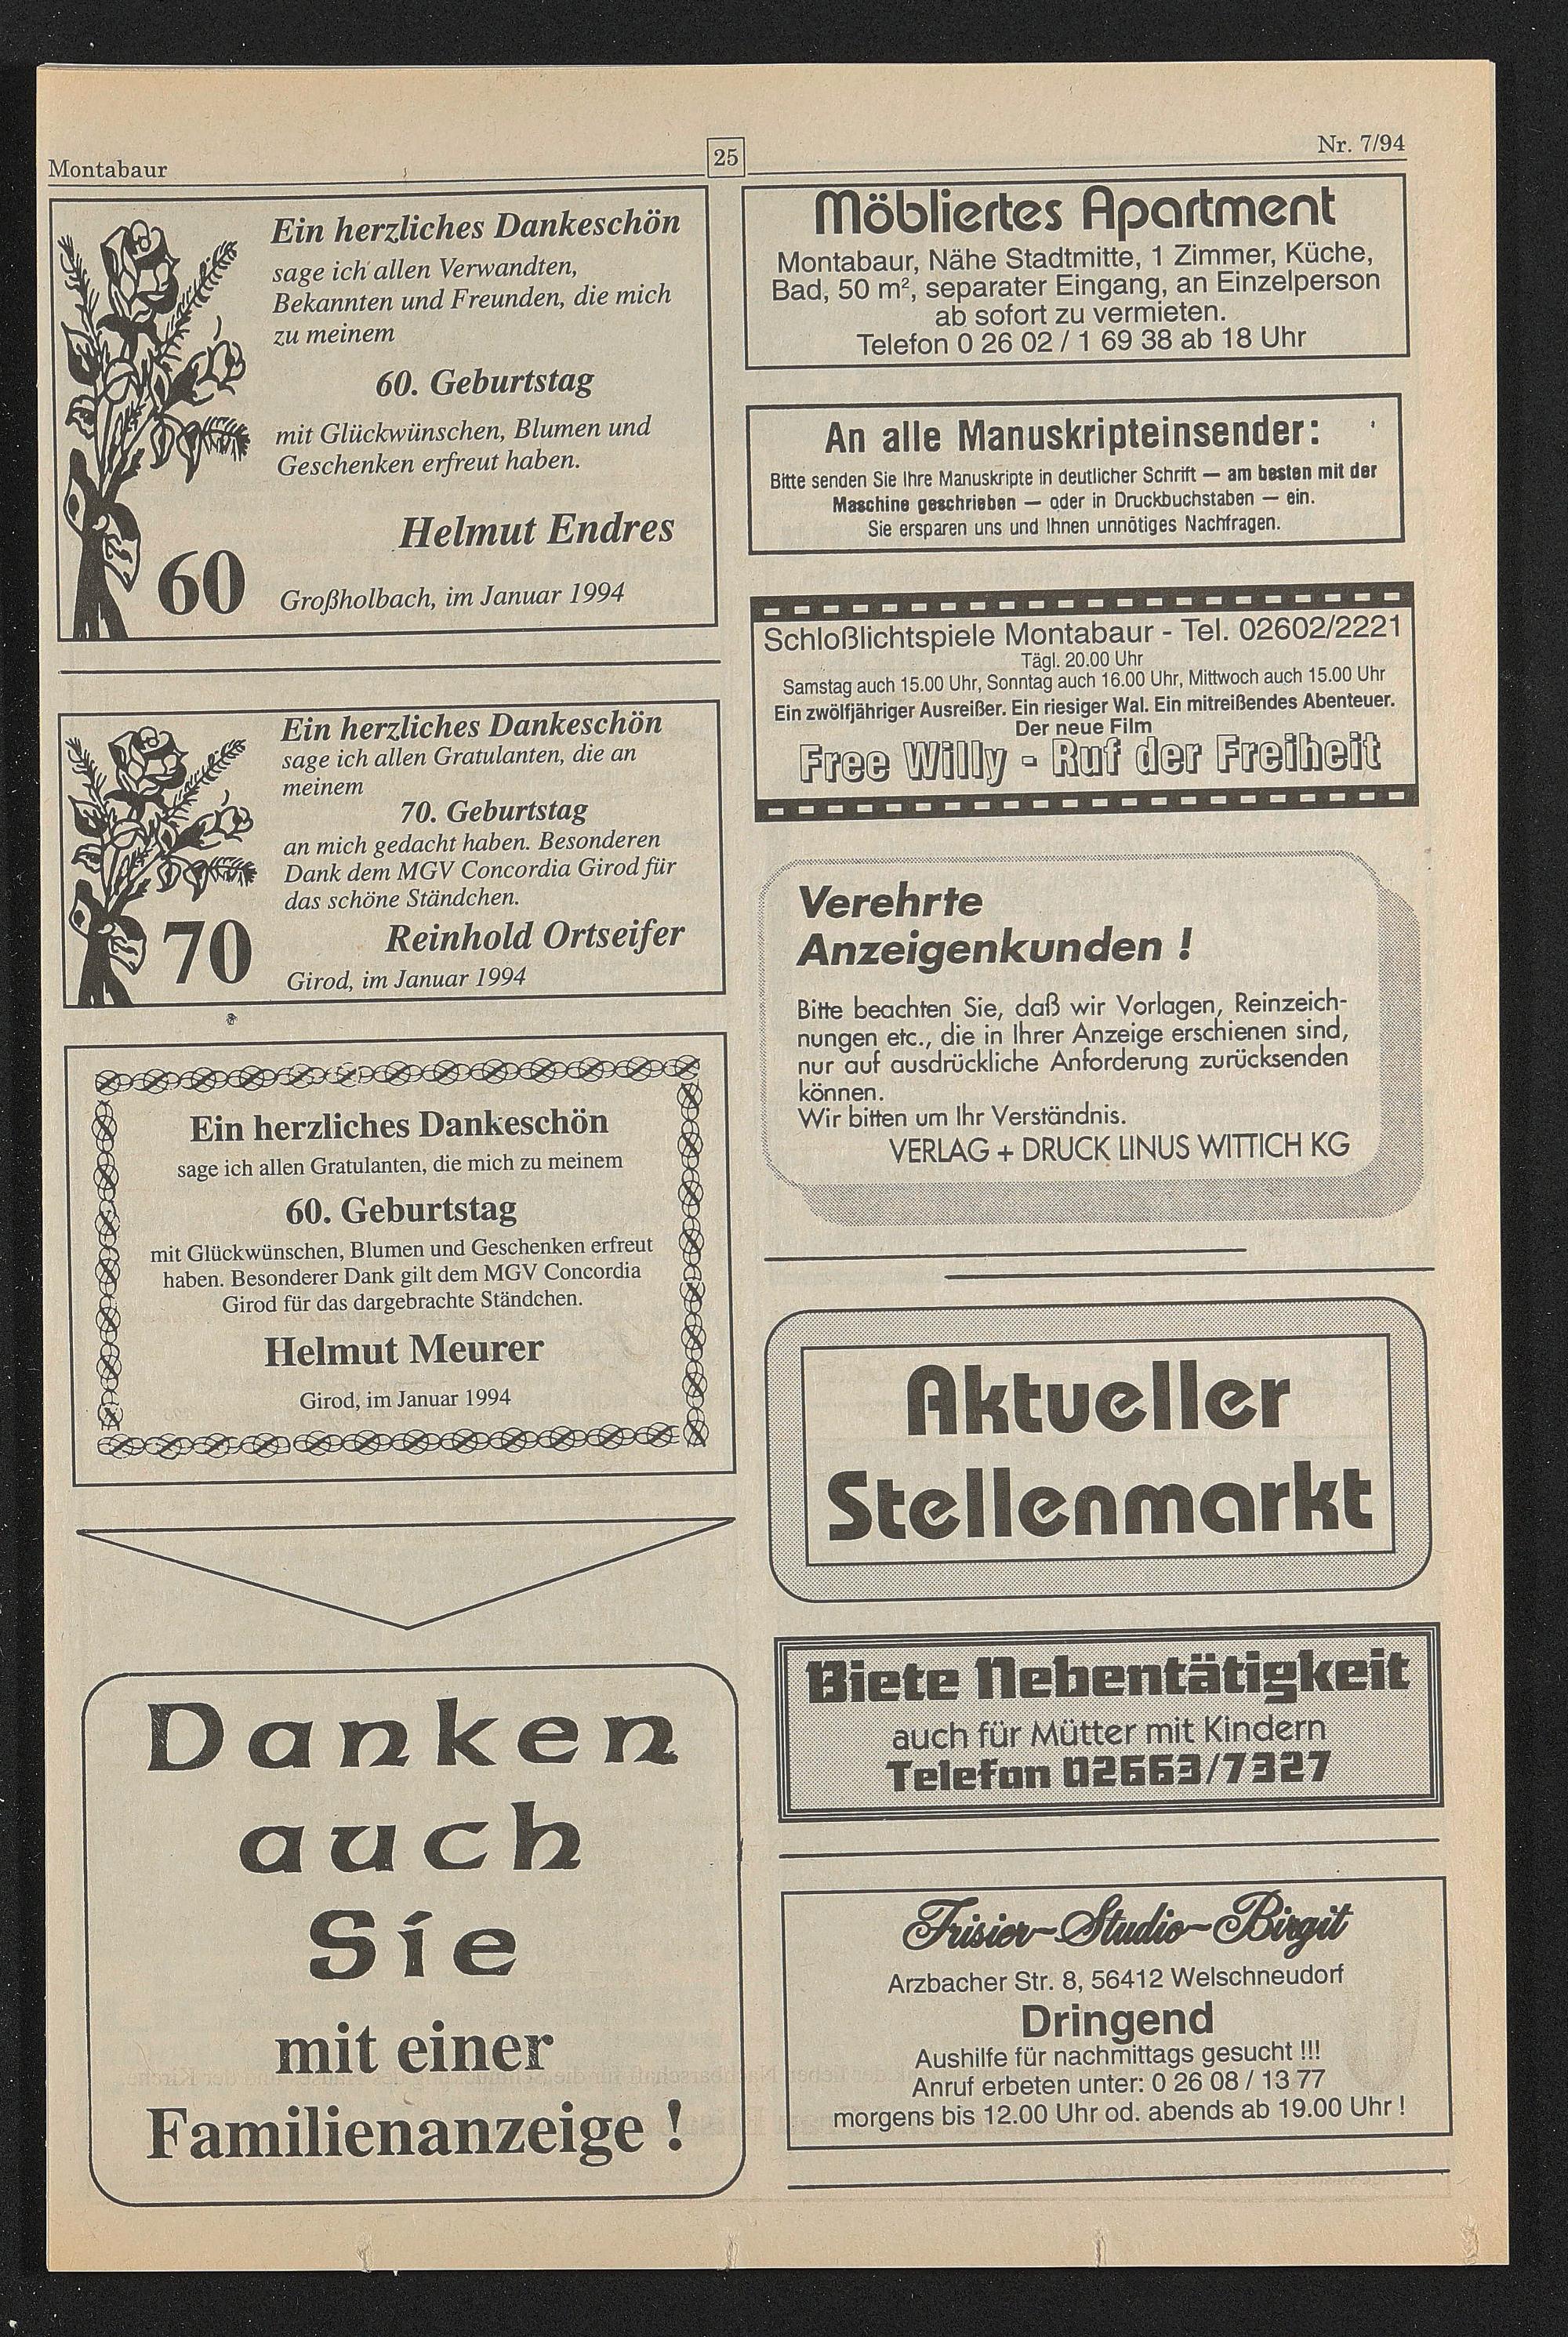 Montabaur
25
Nr. 7/94
Ein herzliches Dankeschön
sage ich allen Verwandten,
Bekannten und Freunden, die mich
zu meinem
60. Geburtstag
mit Glückwünschen, Blumen und
Geschenken erfreut haben.
Helmut Endres
60
Großholbach, im Januar 1994
Ein herzliches Dankeschön
sage ich allen Gratulanten, die an
meinem
70. Geburtstag
an mich gedacht haben. Besonderen
Dank dem MGV Concordia Girod für
das schöne Ständchen.
Reinhold Ortseifer
70
Girod, im Januar 1994
Ein herzliches Dankeschön
sage ich allen Gratulanten, die mich zu meinem
60. Geburtstag
mit Glückwünschen, Blumen und Geschenken erfreut
haben. Besonderer Dank gilt dem MGV Concordia
Girod für das dargebrachte Ständchen.
Helmut Meurer
Girod, im Januar 1994
Danken
auch
Sie
mit einer
Familienanzeige !
Möbliertes Apartment
Montabaur, Nähe Stadtmitte, 1 Zimmer, Küche,
Bad, 50 m², separater Eingang, an Einzelperson
ab sofort zu vermieten.
Telefon 0 26 02 / 1 69 38 ab 18 Uhr
An alle Manuskripteinsender:
Bitte senden Sie Ihre Manuskripte in deutlicher Schrift — am besten mit der
Maschine geschrieben — oder in Druckbuchstaben — ein.
Sie ersparen uns und Ihnen unnötiges Nachfragen.
Schloßlichtspiele Montabaur - Tel. 02602/2221
Tägl. 20.00 Uhr
Samstag auch 15.00 Uhr, Sonntag auch 16.00 Uhr, Mittwoch auch 15.00 Uhr
Ein zwölfjähriger Ausreißer. Ein riesiger Wal. Ein mitreißendes Abenteuer.
Der neue Film
Free Willy - Ruf der Freiheit
Verehrte
Anzeigenkunden !
Bitte beachten Sie, daß wir Vorlagen, Reinzeich-
nungen etc., die in Ihrer Anzeige erschienen sind,
nur auf ausdrückliche Anforderung zurücksenden
können.
Wir bitten um Ihr Verständnis.
VERLAG + DRUCK LINUS WITTICH KG
Aktueller
Stellenmarkt
Biete Nebentätigkeit
auch für Mütter mit Kindern
Telefon 02663/7327
Frisier-Studio-Birgit
Arzbacher Str. 8, 56412 Welschneudorf
Dringend
Aushilfe für nachmittags gesucht !!!
Anruf erbeten unter: 0 26 08 / 13 77
morgens bis 12.00 Uhr od. abends ab 19.00 Uhr !